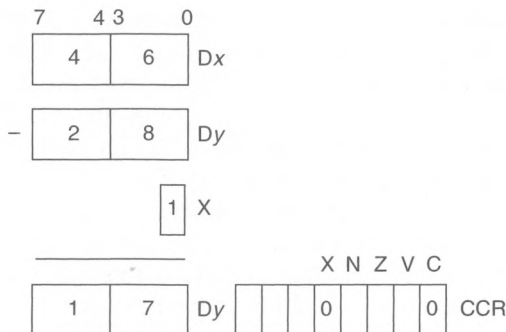 7 4 3 0
4 6 Dx
− 2 8 Dy
1 X
X N Z V C
1 7 Dy 0 0 CCR